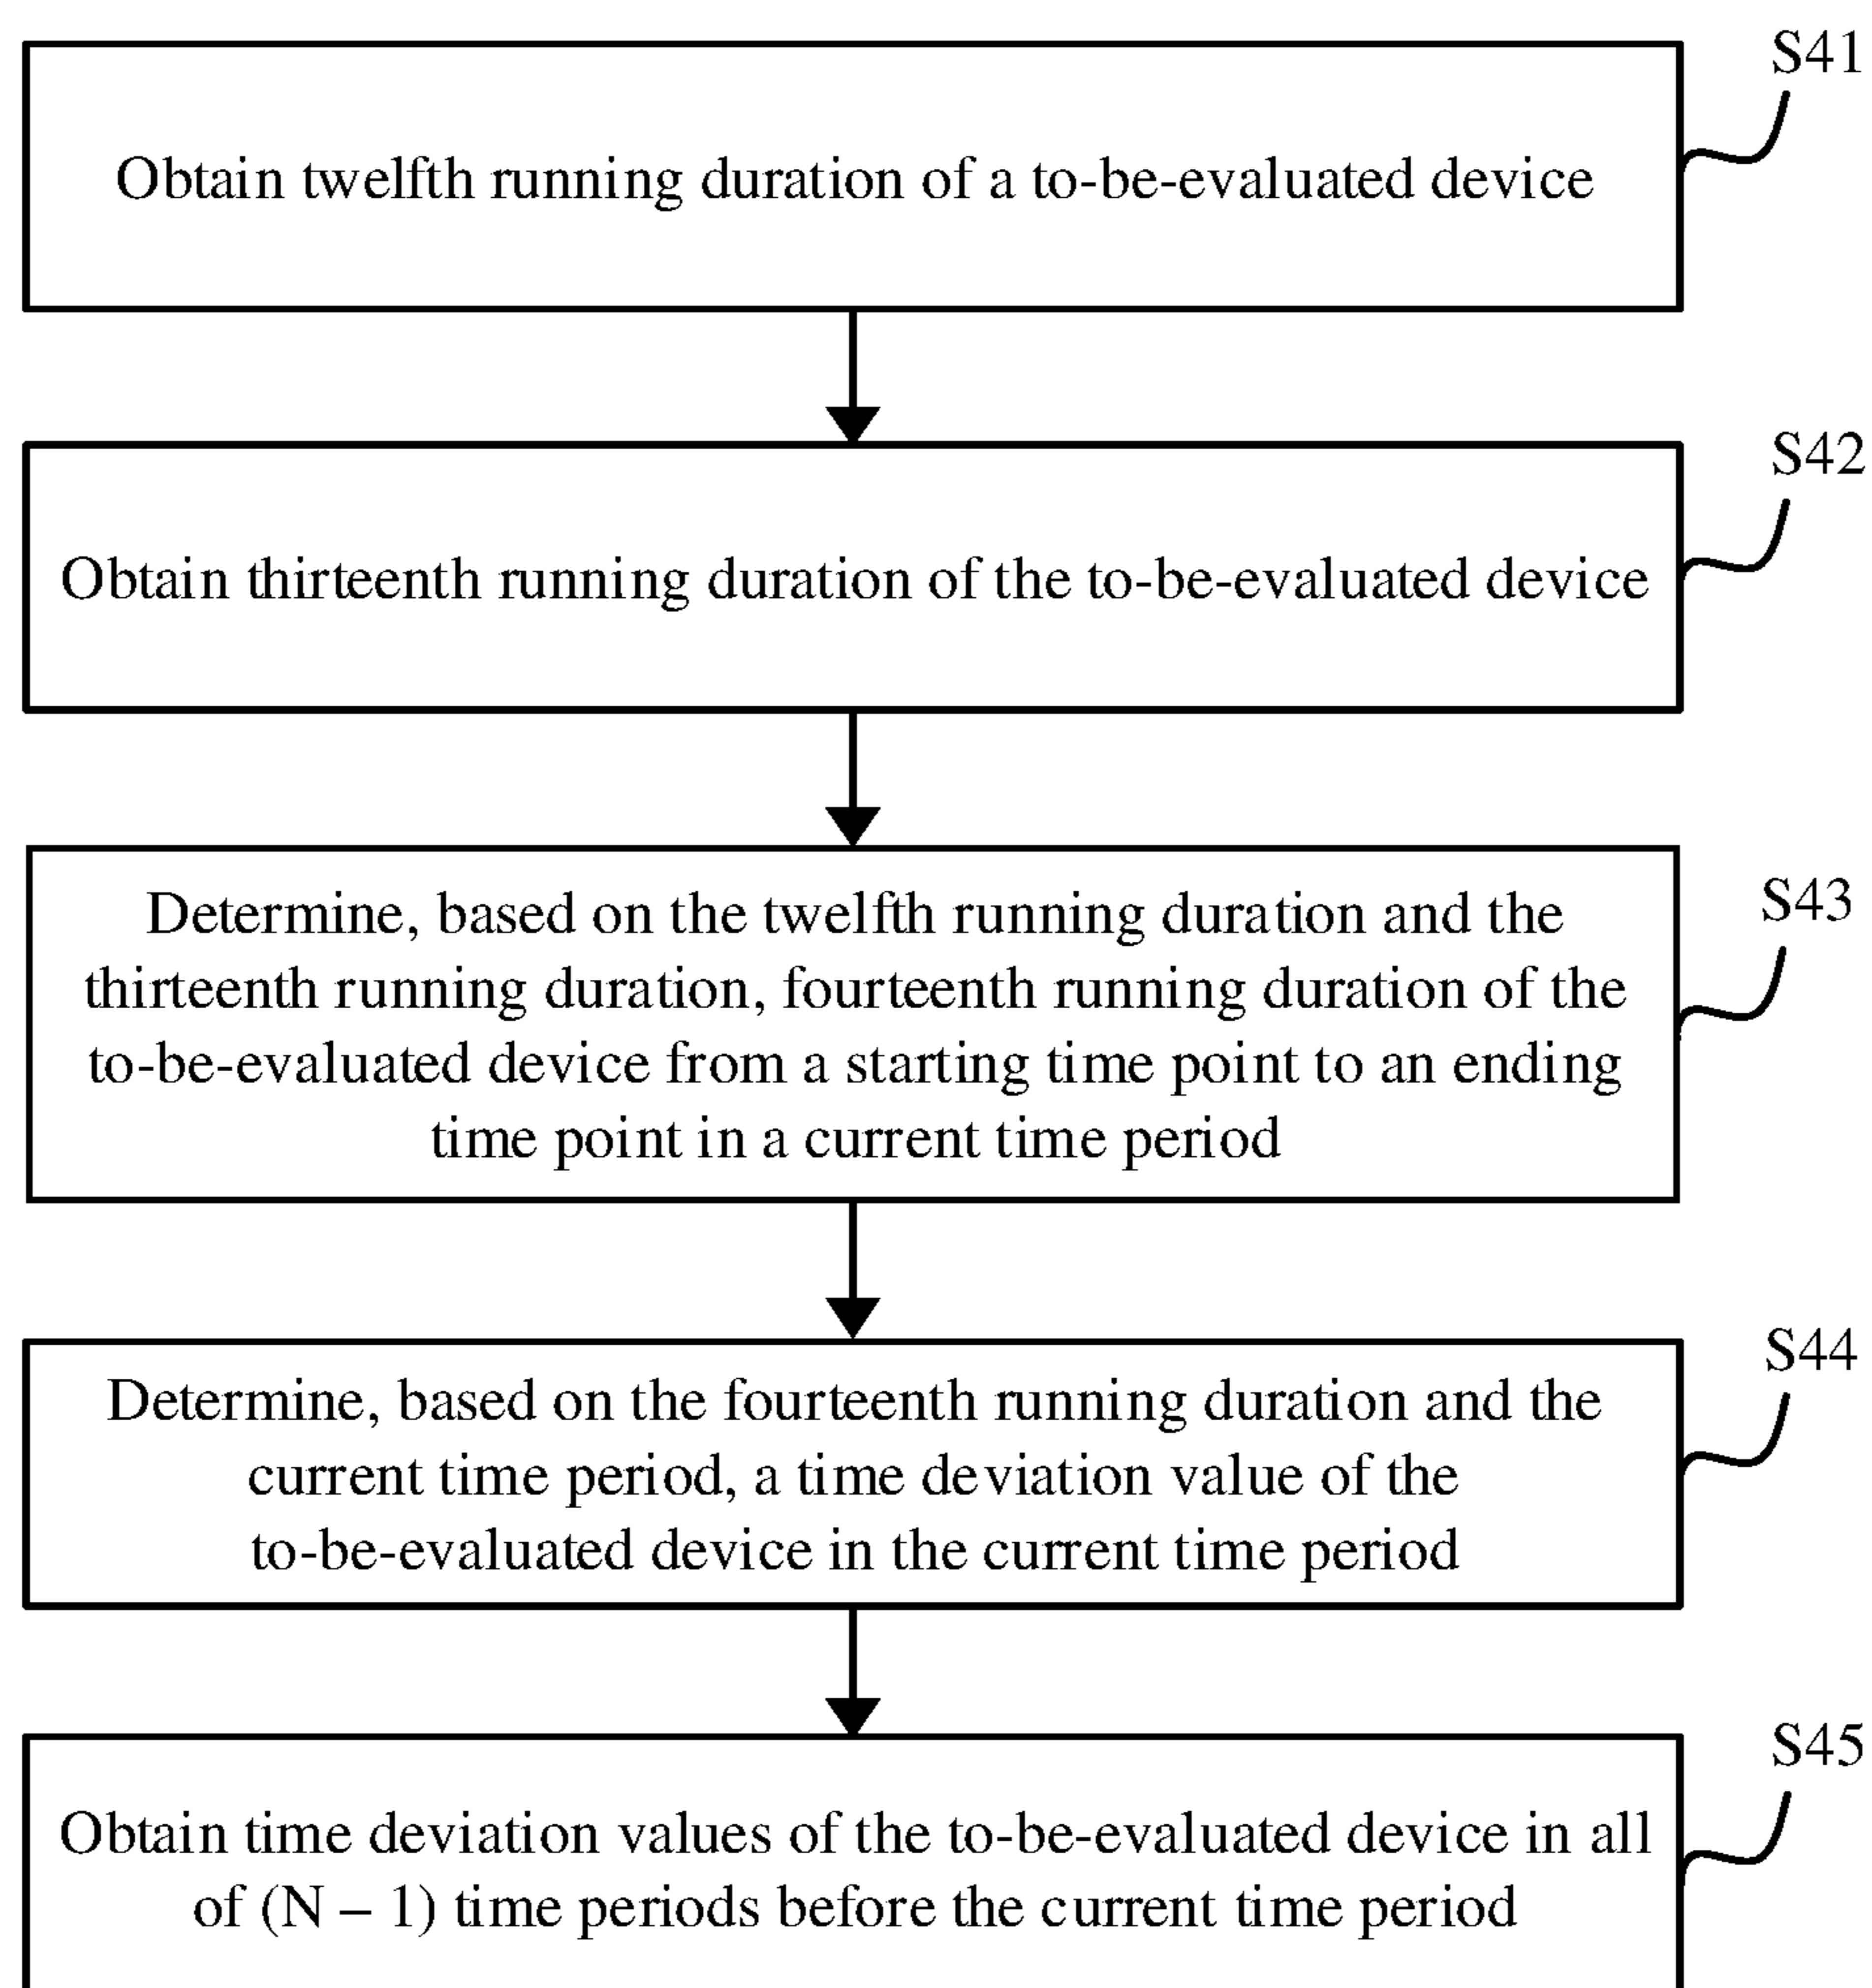 S41
Obtain twelfth running duration of a to-be-evaluated device
S42
Obtain thirteenth running duration of the to-be-evaluated device
S43
Determine, based on the twelfth running duration and the
thirteenth running duration, fourteenth running duration of the
to-be-evaluated device from a starting time point to an ending
time point in a current time period
S44
Determine, based on the fourteenth running duration and the
current time period, a time deviation value of the
to-be-evaluated device in the current time period
S45
Obtain time deviation values of the to-be-evaluated device in all
of (N – 1) time periods before the current time period